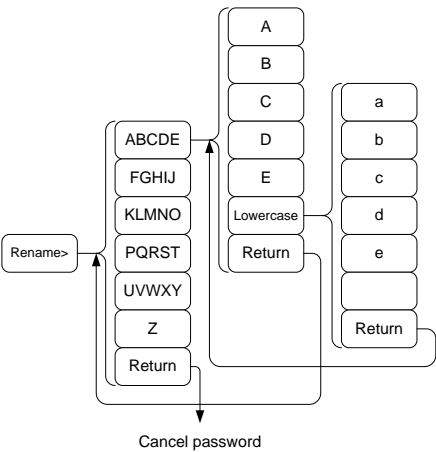 Rename>
ABCDE
FGHIJ
KLMNO
PQRST
UVWXY
Z
Return
A
B
C
D
E
Lowercase
Return
a
b
c
d
e
Return
Cancel password